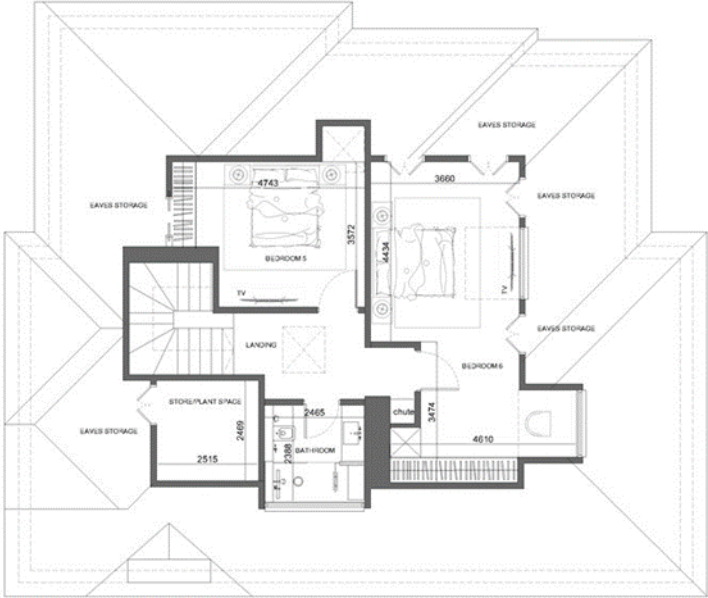 EAVES STORAGE
4743
3660
EAVES STORAGE
EAVES STORAGE
3572
4434
BEDROOM 5
TV
TV
EAVES STORAGE
LANDING
BEDROOM 6
STORE/PLANT SPACE
2465
chute
3474
EAVES STORAGE
2469
4610
BATHROOM
2388
2515